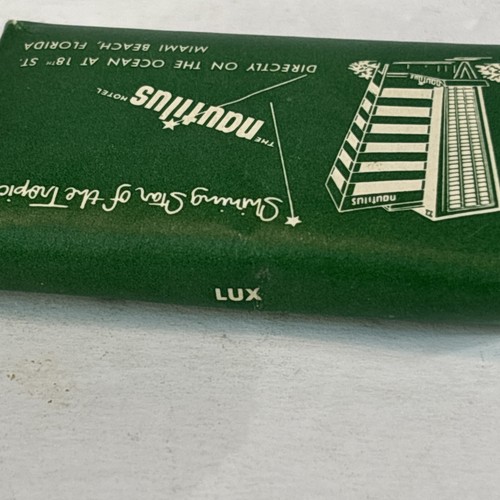 Shining Star of the Tropics
THE nautilus HOTEL
DIRECTLY ON THE OCEAN AT 18TH ST.
MIAMI BEACH, FLORIDA
nautilus
nautilus
LUX